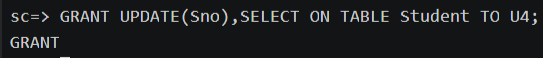 sc=> GRANT UPDATE(Sno),SELECT ON TABLE Student TO U4;
GRANT